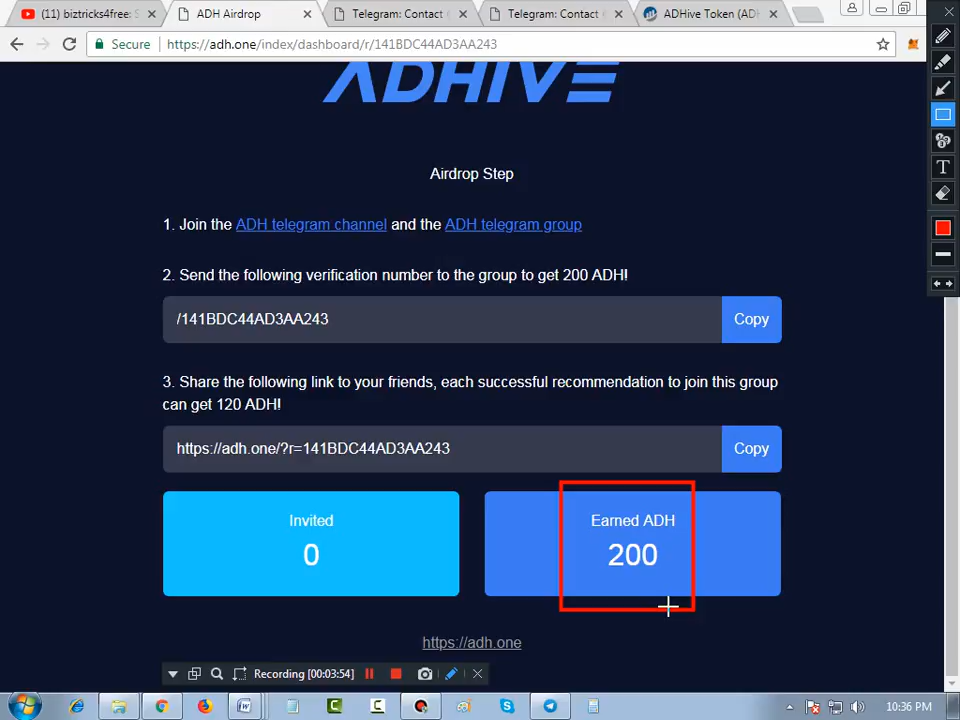 (11) biztricks4free: S
ADH Airdrop
Telegram: Contact
Telegram: Contact
ADHive Token (ADH
Secure
https://adh.one/index/dashboard/r/141BDC44AD3AA243
ADHIVE
Airdrop Step
1. Join the ADH telegram channel and the ADH telegram group
2. Send the following verification number to the group to get 200 ADH!
/141BDC44AD3AA243
Copy
3. Share the following link to your friends, each successful recommendation to join this group
can get 120 ADH!
https://adh.one/?r=141BDC44AD3AA243
Copy
Invited
0
Earned ADH
200
https://adh.one
Recording [00:03:54]
10:36 PM